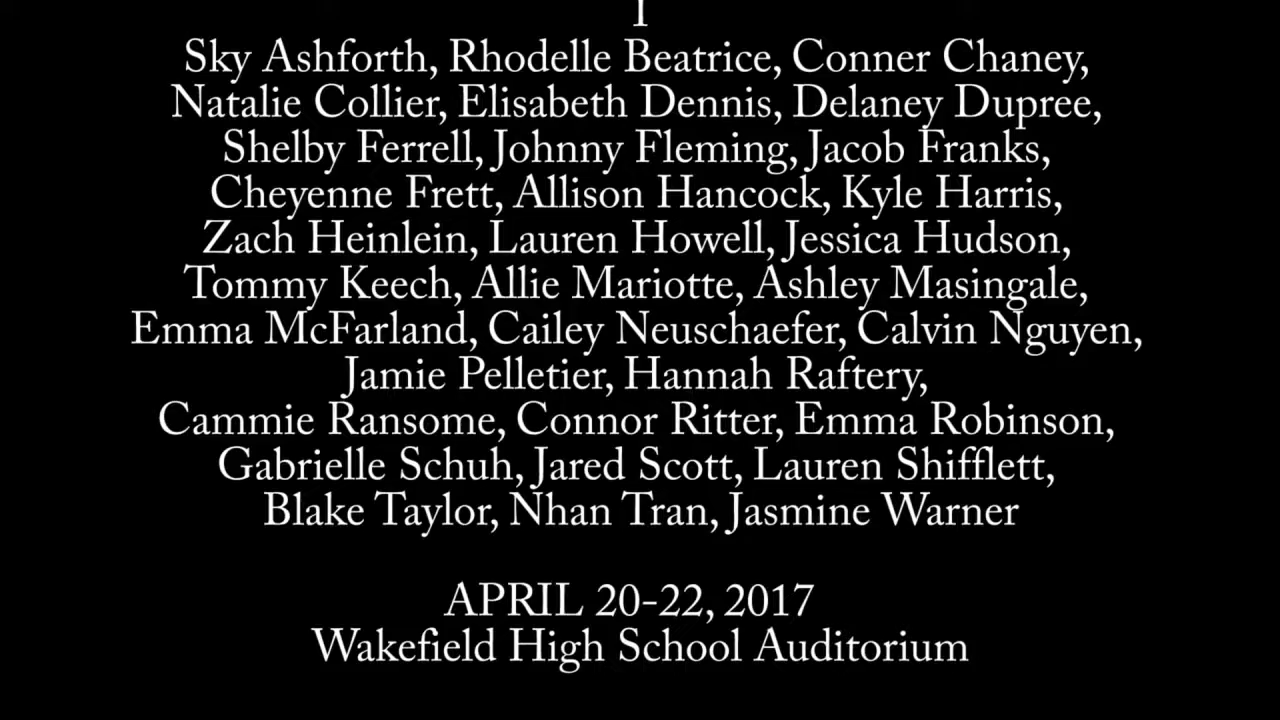 Sky Ashforth, Rhodelle Beatrice, Conner Chaney,
Natalie Collier, Elisabeth Dennis, Delaney Dupree,
Shelby Ferrell, Johnny Fleming, Jacob Franks,
Cheyenne Frett, Allison Hancock, Kyle Harris,
Zach Heinlein, Lauren Howell, Jessica Hudson,
Tommy Keech, Allie Mariotte, Ashley Masingale,
Emma McFarland, Cailey Neuschaefer, Calvin Nguyen,
Jamie Pelletier, Hannah Raftery,
Cammie Ransome, Connor Ritter, Emma Robinson,
Gabrielle Schuh, Jared Scott, Lauren Shifflett,
Blake Taylor, Nhan Tran, Jasmine Warner
APRIL 20-22, 2017
Wakefield High School Auditorium